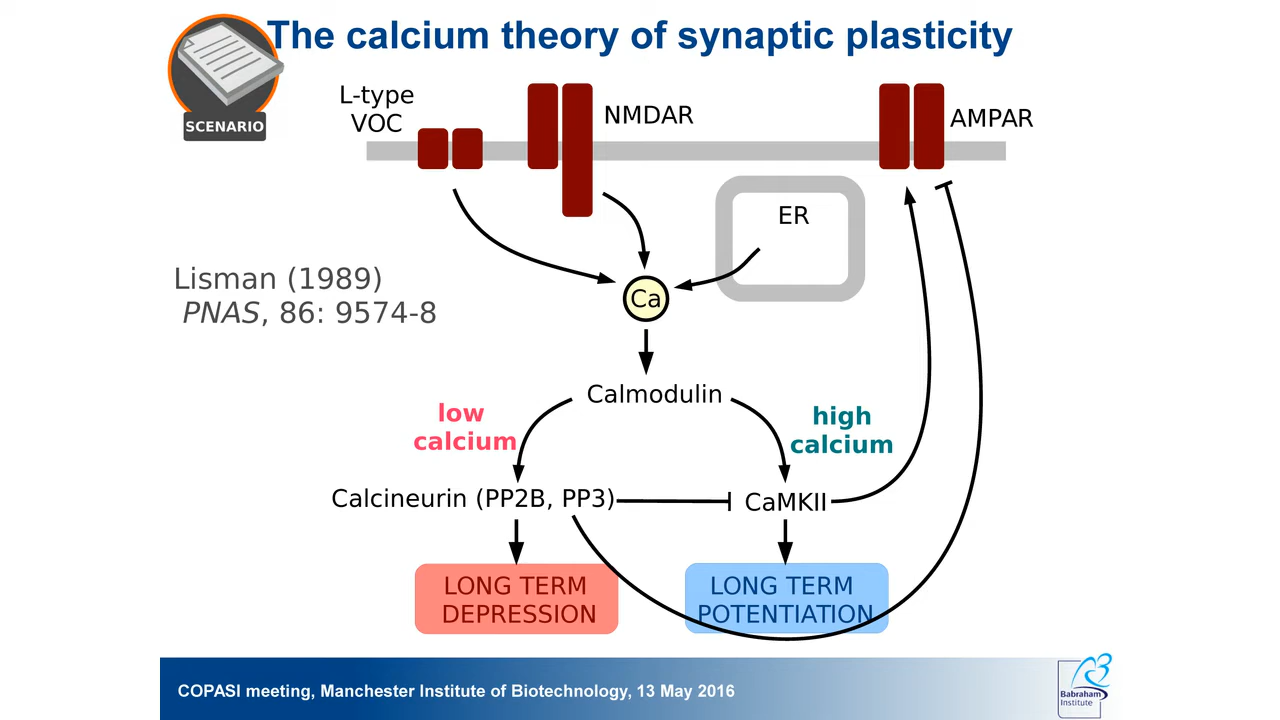 The calcium theory of synaptic plasticity
SCENARIO
L-type
VOC
NMDAR
AMPAR
ER
Lisman (1989)
PNAS, 86: 9574-8
Ca
Calmodulin
low
calcium
high
calcium
Calcineurin (PP2B, PP3)
CaMKII
LONG TERM
DEPRESSION
LONG TERM
POTENTIATION
COPASI meeting, Manchester Institute of Biotechnology, 13 May 2016
Babraham
Institute